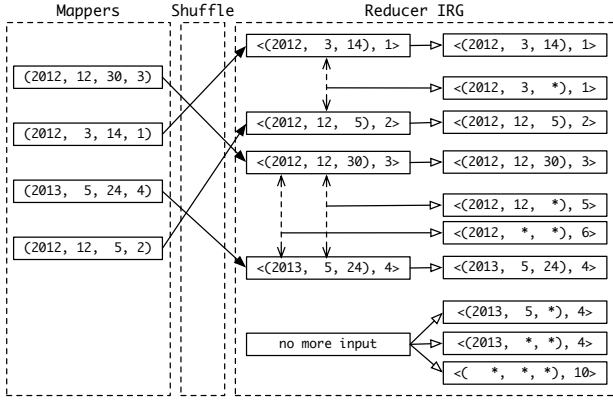 Mappers Shuffle Reducer IRG
(2012, 12, 30, 3)
(2012,  3, 14, 1)
(2013,  5, 24, 4)
(2012, 12,  5, 2)
<(2012,  3, 14), 1>
<(2012, 12,  5), 2>
<(2012, 12, 30), 3>
<(2013,  5, 24), 4>
no more input
<(2012,  3, 14), 1>
<(2012,  3,  *), 1>
<(2012, 12,  5), 2>
<(2012, 12, 30), 3>
<(2012, 12,  *), 5>
<(2012,  *,  *), 6>
<(2013,  5, 24), 4>
<(2013,  5, *), 4>
<(2013,  *, *), 4>
<(   *,  *, *), 10>